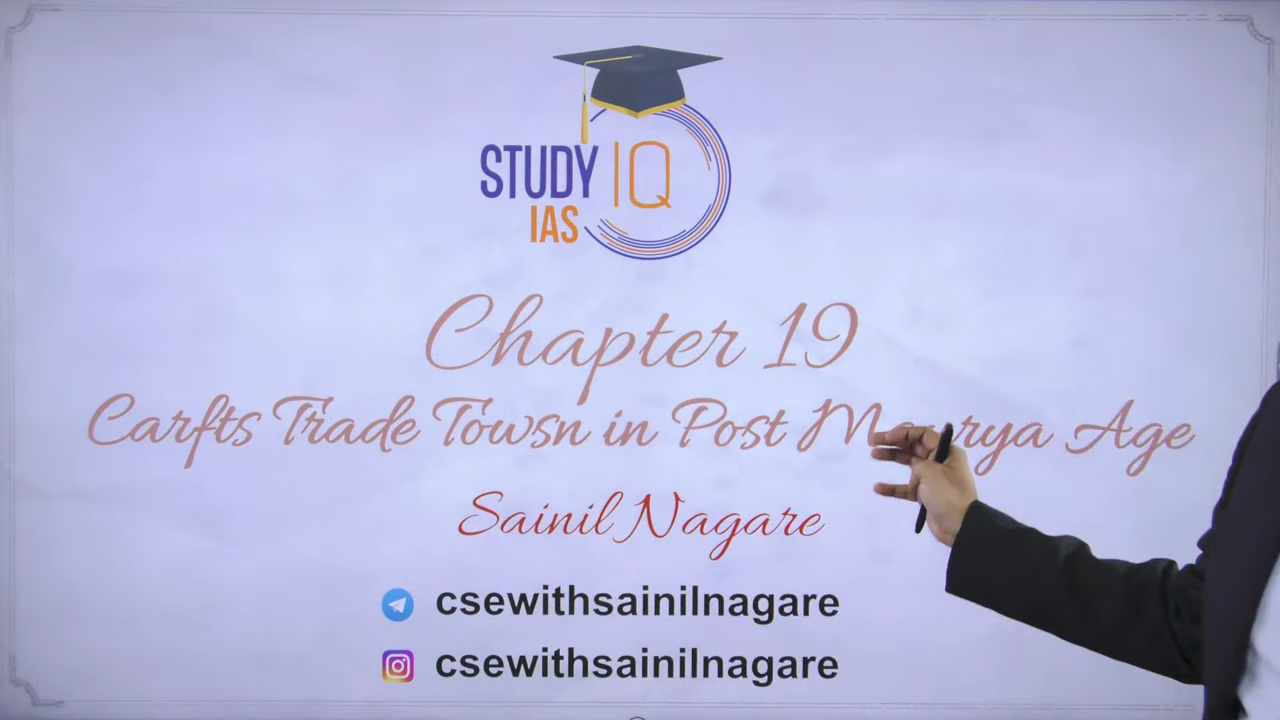 STUDY IQ
IAS
Chapter 19
Carfts Trade Towsn in Post Age
Sainil Nagare
csewithsainilnagare
csewithsainilnagare